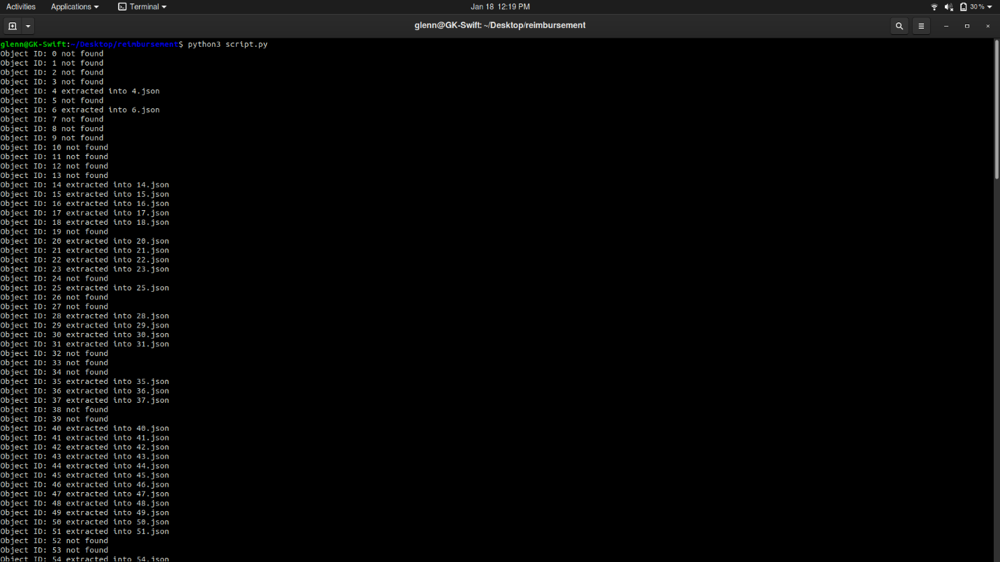 Activities Applications Terminal Jan 18 12:19 PM 30 %
glenn@GK-Swift: ~/Desktop/reimbursement
glenn@GK-Swift:~/Desktop/reimbursement$ python3 script.py
Object ID: 0 not found
Object ID: 1 not found
Object ID: 2 not found
Object ID: 3 not found
Object ID: 4 extracted into 4.json
Object ID: 5 not found
Object ID: 6 extracted into 6.json
Object ID: 7 not found
Object ID: 8 not found
Object ID: 9 not found
Object ID: 10 not found
Object ID: 11 not found
Object ID: 12 not found
Object ID: 13 not found
Object ID: 14 extracted into 14.json
Object ID: 15 extracted into 15.json
Object ID: 16 extracted into 16.json
Object ID: 17 extracted into 17.json
Object ID: 18 extracted into 18.json
Object ID: 19 not found
Object ID: 20 extracted into 20.json
Object ID: 21 extracted into 21.json
Object ID: 22 extracted into 22.json
Object ID: 23 extracted into 23.json
Object ID: 24 not found
Object ID: 25 extracted into 25.json
Object ID: 26 not found
Object ID: 27 not found
Object ID: 28 extracted into 28.json
Object ID: 29 extracted into 29.json
Object ID: 30 extracted into 30.json
Object ID: 31 extracted into 31.json
Object ID: 32 not found
Object ID: 33 not found
Object ID: 34 not found
Object ID: 35 extracted into 35.json
Object ID: 36 extracted into 36.json
Object ID: 37 extracted into 37.json
Object ID: 38 not found
Object ID: 39 not found
Object ID: 40 extracted into 40.json
Object ID: 41 extracted into 41.json
Object ID: 42 extracted into 42.json
Object ID: 43 extracted into 43.json
Object ID: 44 extracted into 44.json
Object ID: 45 extracted into 45.json
Object ID: 46 extracted into 46.json
Object ID: 47 extracted into 47.json
Object ID: 48 extracted into 48.json
Object ID: 49 extracted into 49.json
Object ID: 50 extracted into 50.json
Object ID: 51 extracted into 51.json
Object ID: 52 not found
Object ID: 53 not found
Object ID: 54 extracted into 54.json